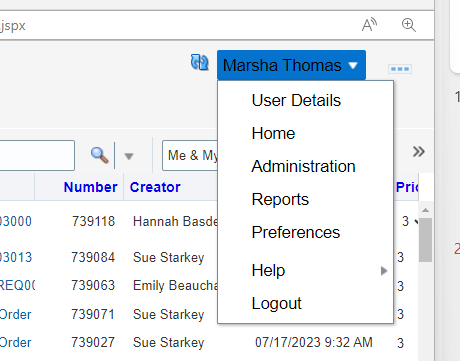 jspx
Marsha Thomas
User Details
Home
Administration
Reports
Preferences
Help
Logout
Me & My
Number Creator Prio
03000 739118 Hannah Basde 3
03013 739084 Sue Starkey 3
REQ00 739063 Emily Beaucha 3
Order 739071 Sue Starkey 3
Order 739027 Sue Starkey 07/17/2023 9:32 AM 3
1
2